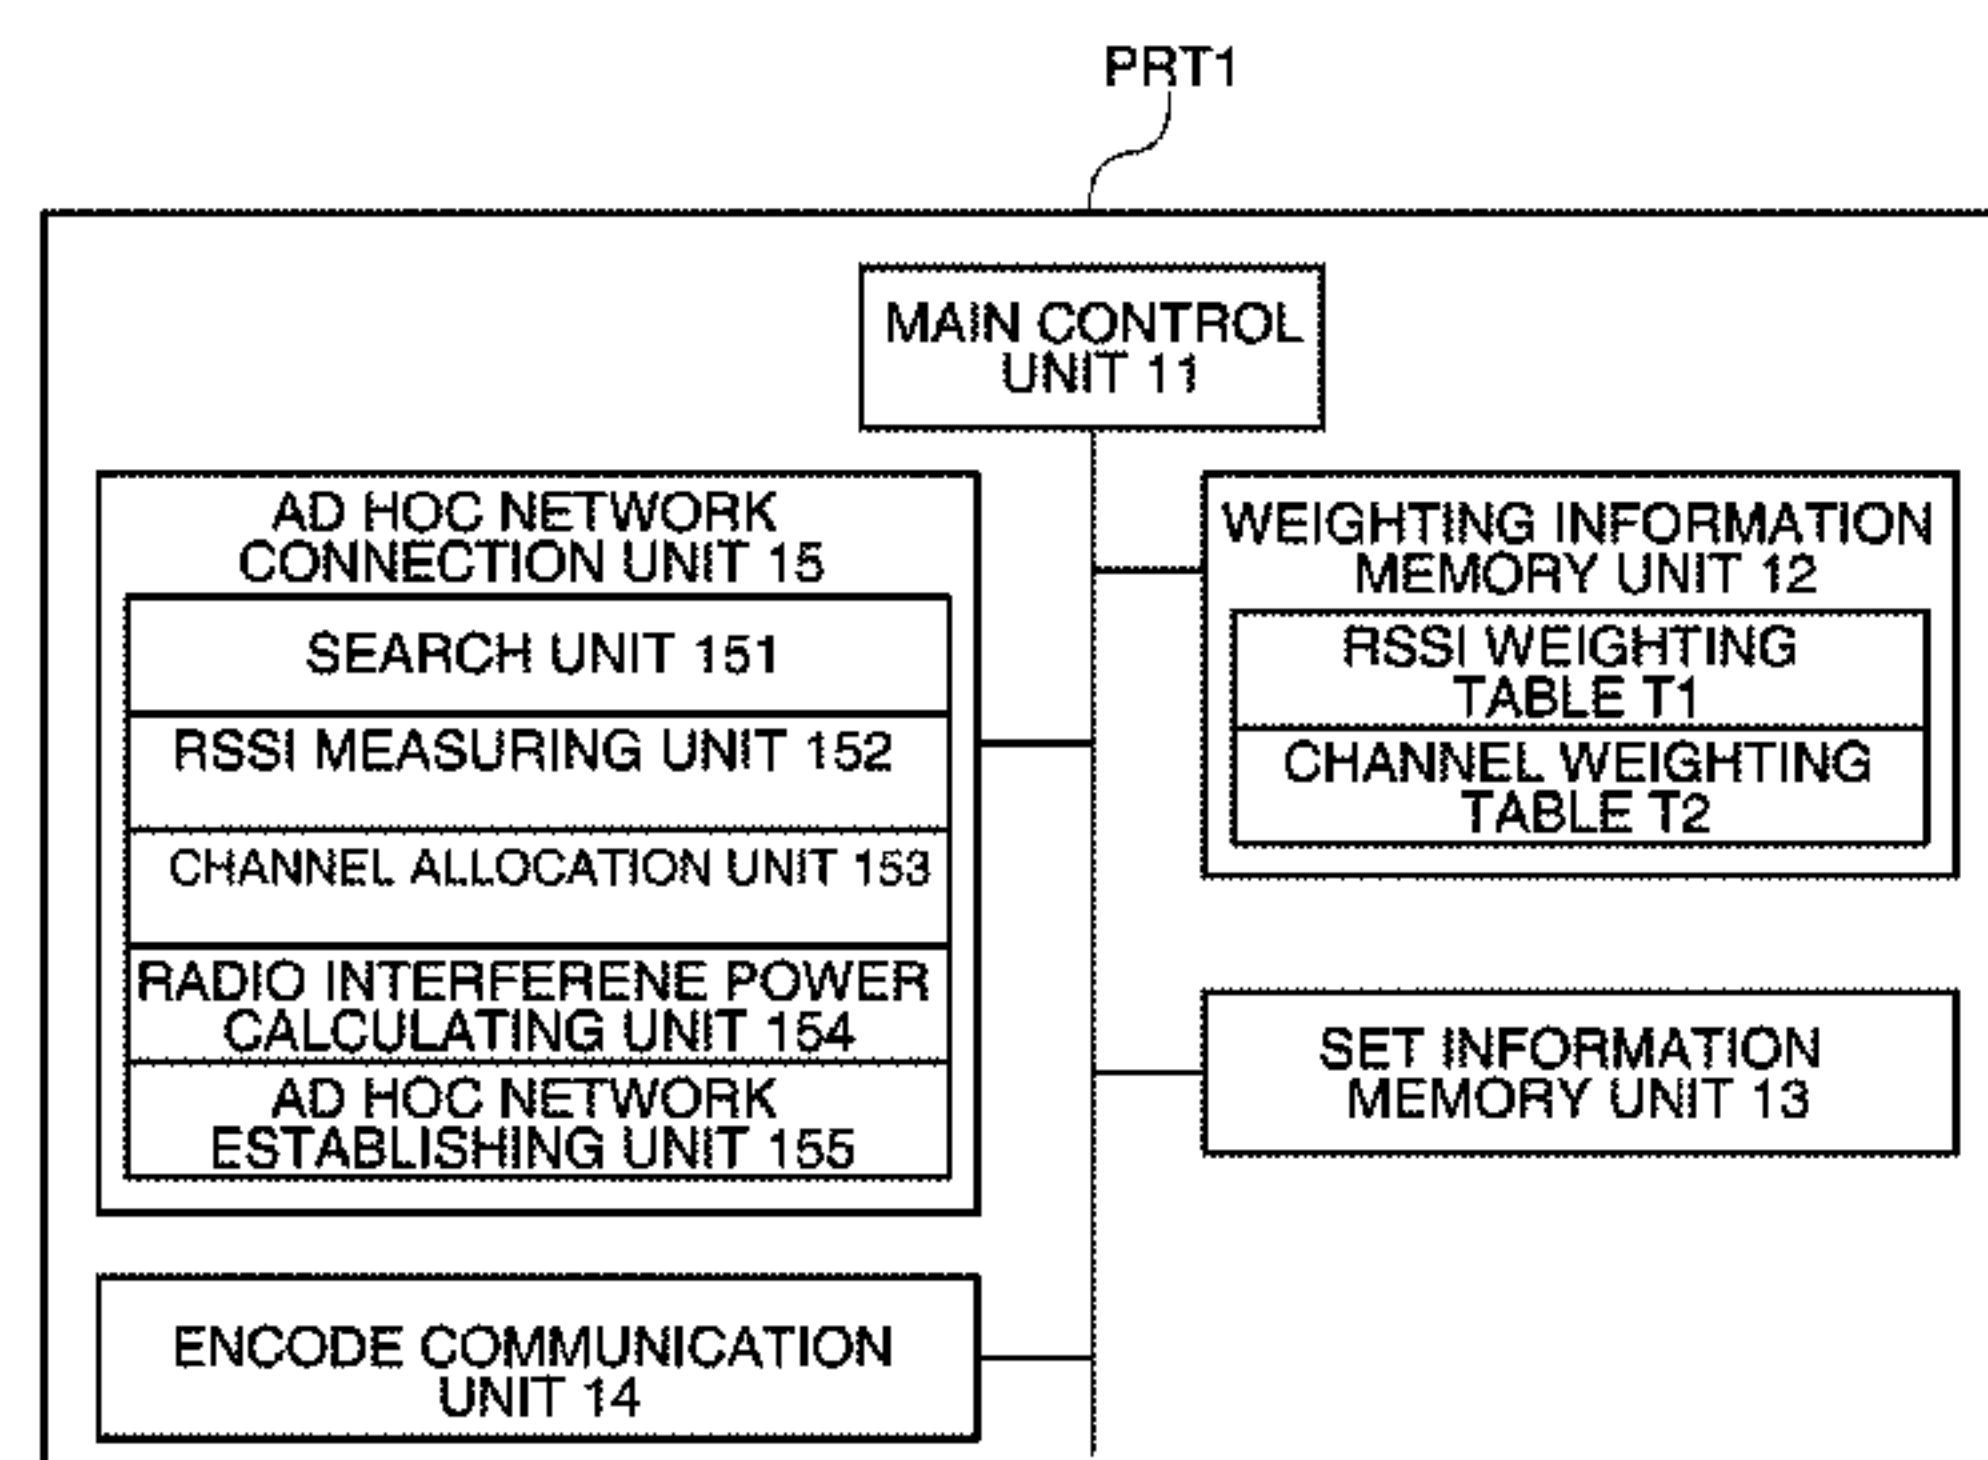 PRT1
MAIN CONTROL
UNIT 11
AD HOC NETWORK
CONNECTION UNIT 15
SEARCH UNIT 151
RSSI MEASURING UNIT 152
CHANNEL ALLOCATION UNIT 153
RADIO INTERFERENE POWER
CALCULATING UNIT 154
AD HOC NETWORK
ESTABLISHING UNIT 155
ENCODE COMMUNICATION
UNIT 14
WEIGHTING INFORMATION
MEMORY UNIT 12
RSSI WEIGHTING
TABLE T1
CHANNEL WEIGHTING
TABLE T2
SET INFORMATION
MEMORY UNIT 13